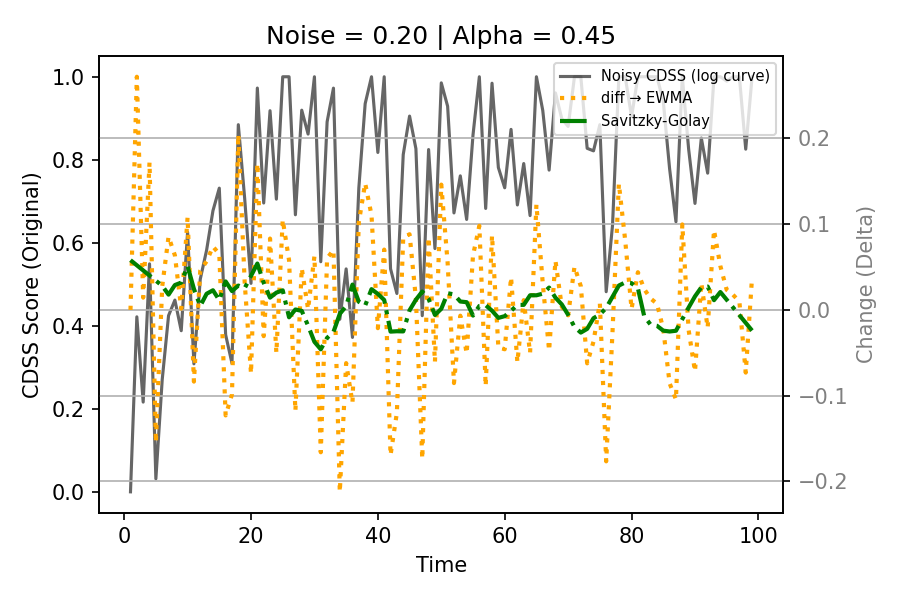 Noise = 0.20 | Alpha = 0.45
Noisy CDSS (log curve)
diff → EWMA
Savitzky-Golay
CDSS Score (Original)
1.0
0.8
0.6
0.4
0.2
0.0
0.2
0.1
0.0
−0.1
−0.2
Change (Delta)
0
20
40
60
80
100
Time